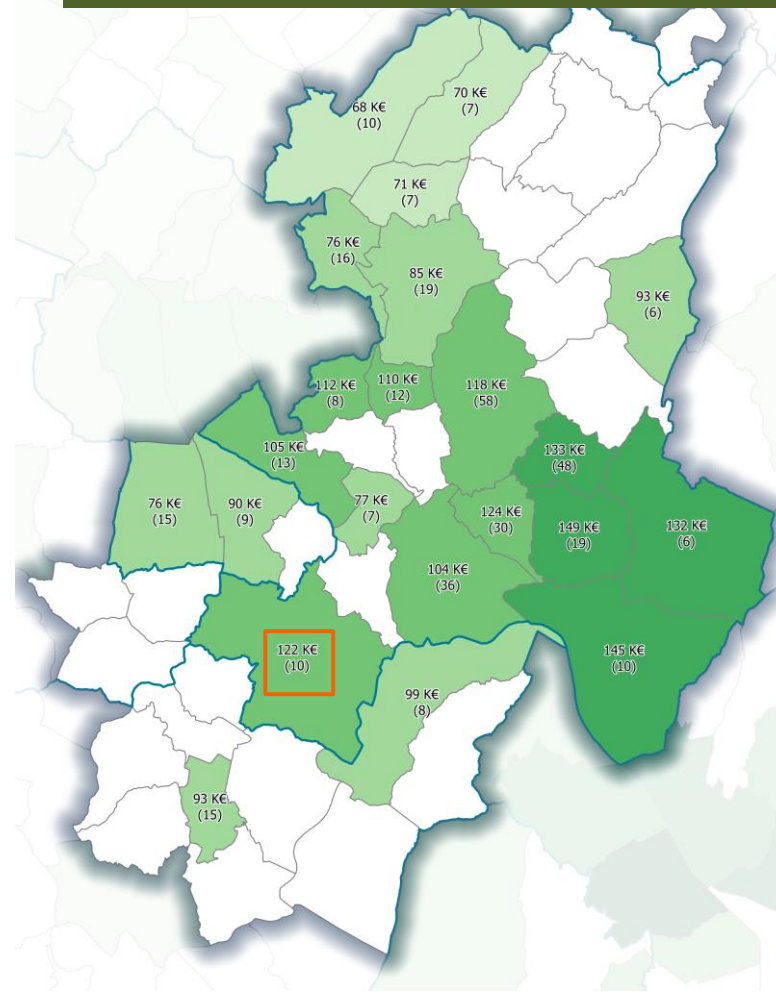 70 K€
(7)
68 K€
(10)
71 K€
(7)
76 K€
(16)
85 K€
(19)
93 K€
(6)
112 K€
(8)
110 K€
(12)
118 K€
(58)
105 K€
(13)
133 K€
(48)
76 K€
(15)
90 K€
(9)
77 K€
(7)
124 K€
(30)
149 K€
(19)
132 K€
(6)
104 K€
(36)
122 K€
(10)
145 K€
(10)
99 K€
(8)
93 K€
(15)